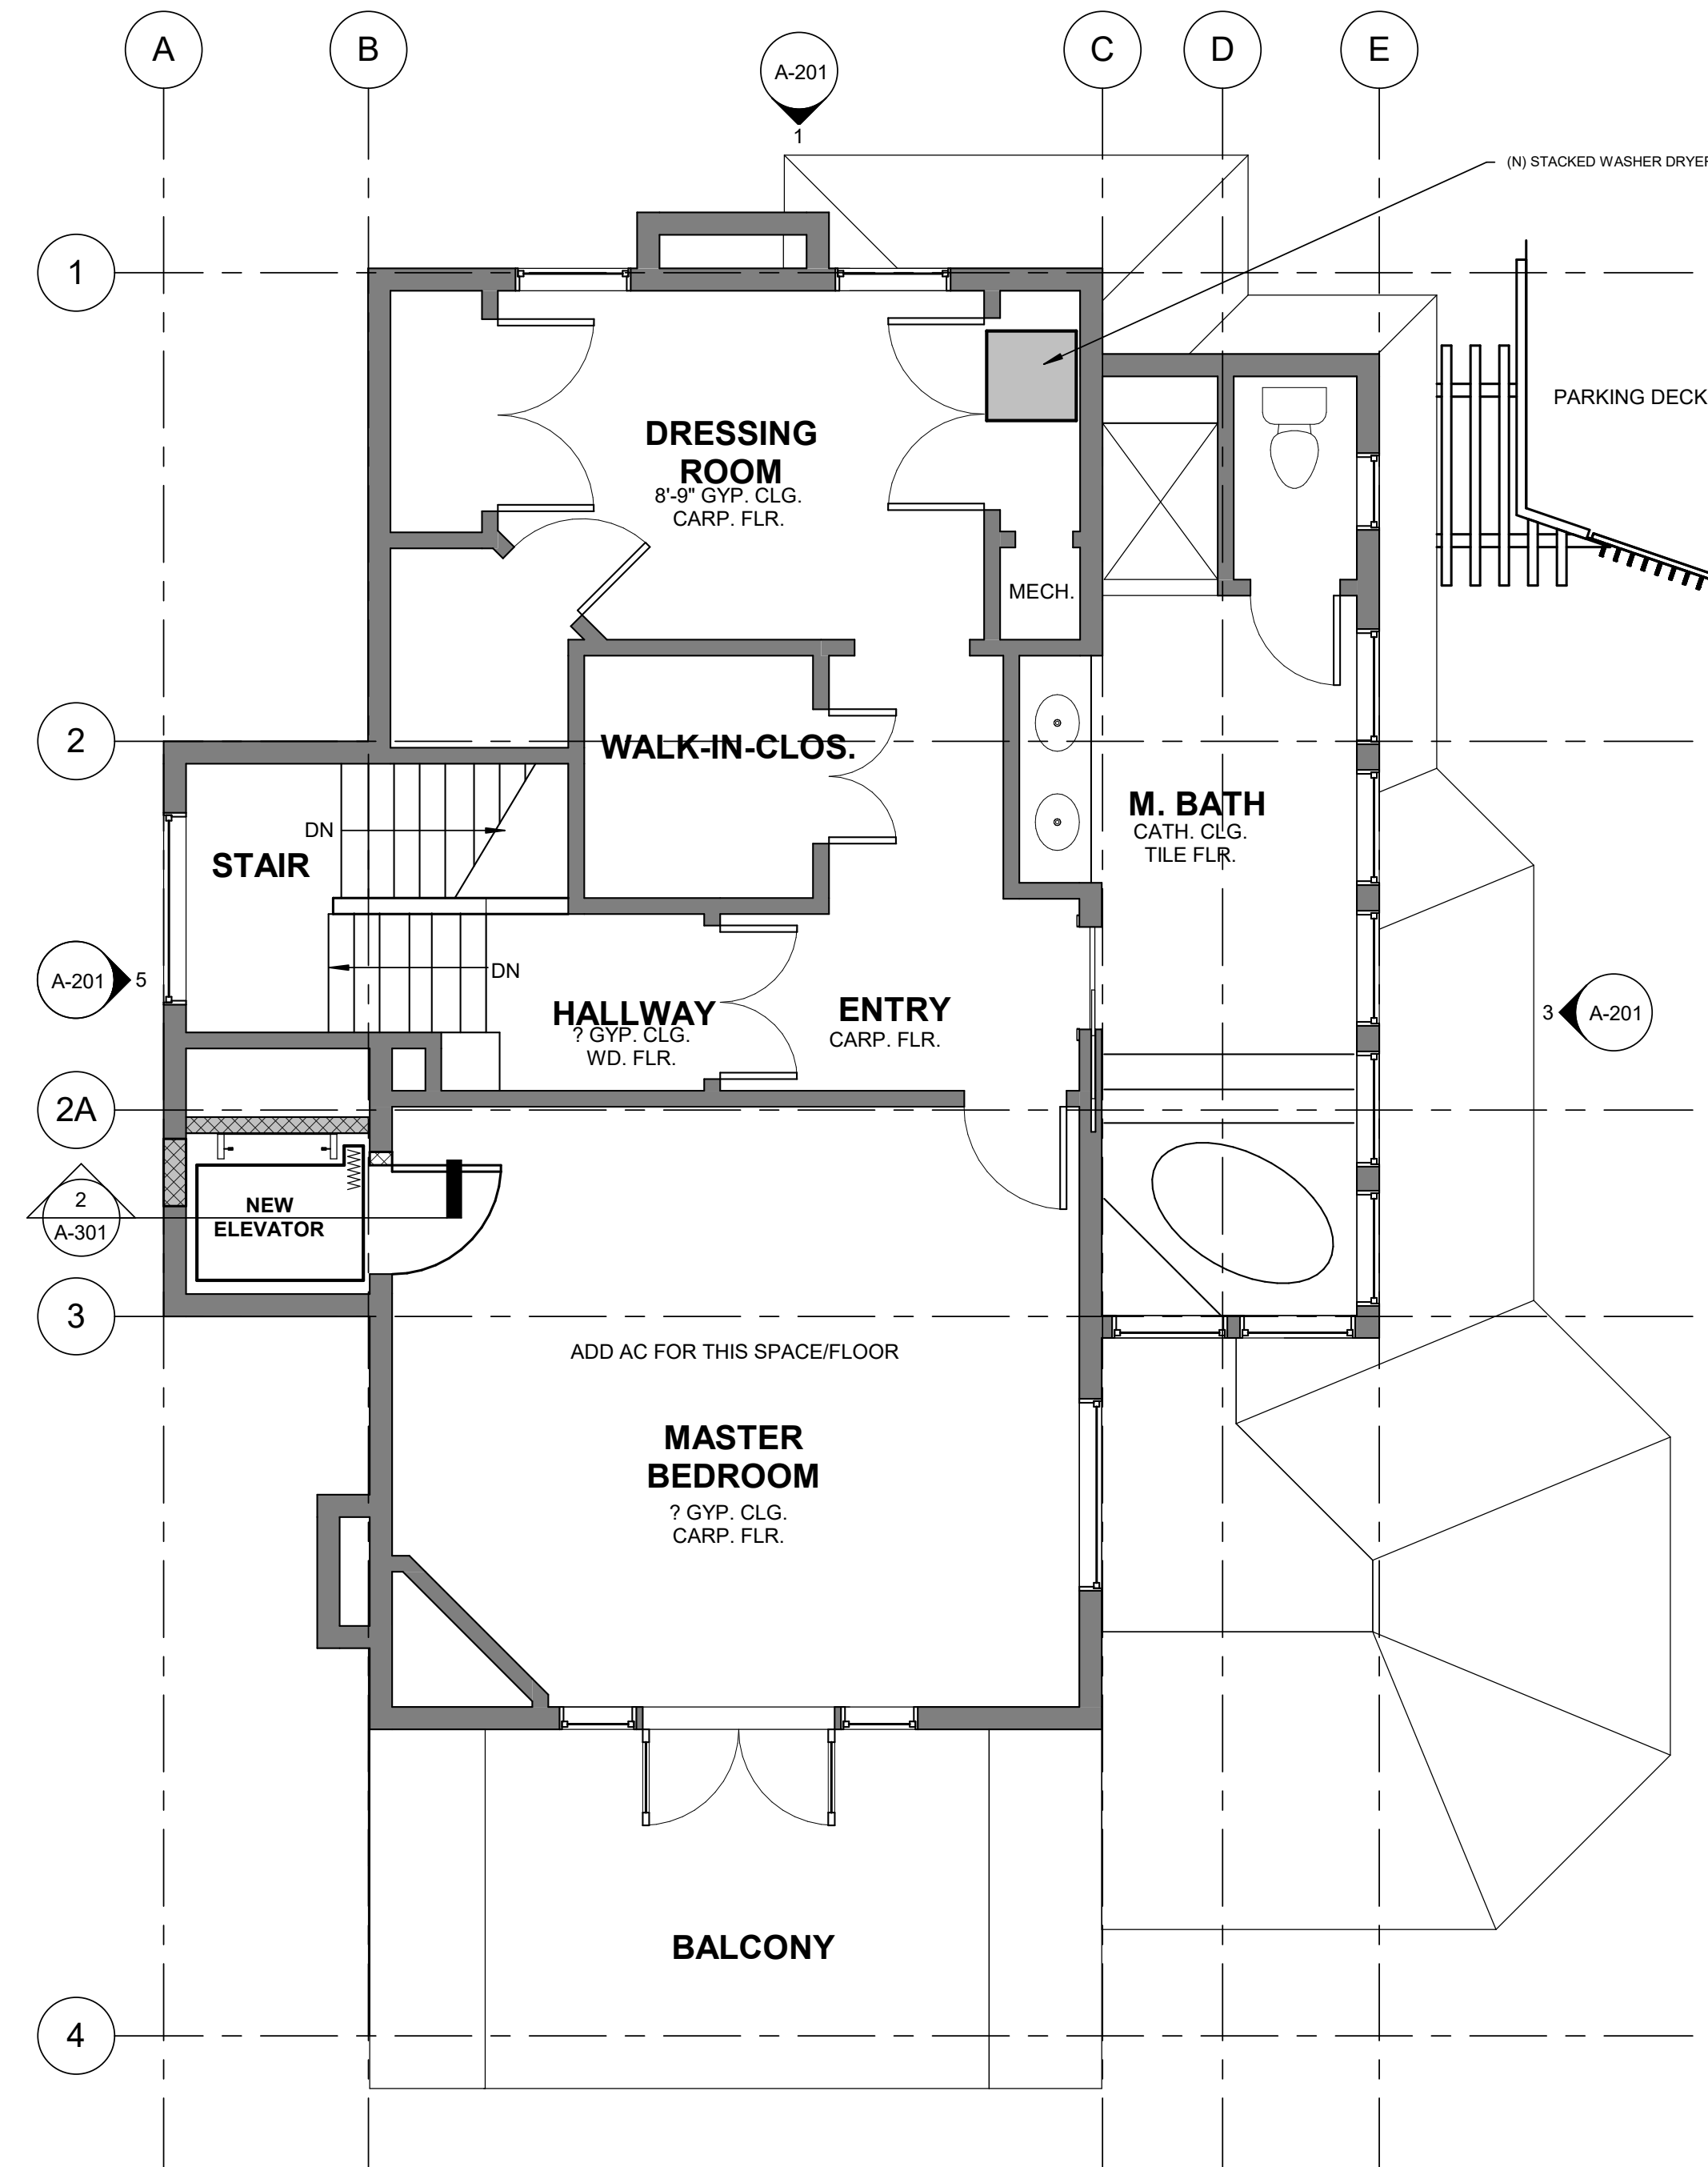 A
B
C
D
E
A-201
1
(N) STACKED WASHER DRYER
1
PARKING DECK
DRESSING
ROOM
8'-9" GYP. CLG.
CARP. FLR.
MECH.
2
WALK-IN-CLOS.
M. BATH
CATH. CLG.
TILE FLR.
DN
STAIR
A-201
5
DN
HALLWAY
? GYP. CLG.
WD. FLR.
ENTRY
CARP. FLR.
3
A-201
2A
2
A-301
NEW
ELEVATOR
3
ADD AC FOR THIS SPACE/FLOOR
MASTER
BEDROOM
? GYP. CLG.
CARP. FLR.
BALCONY
4